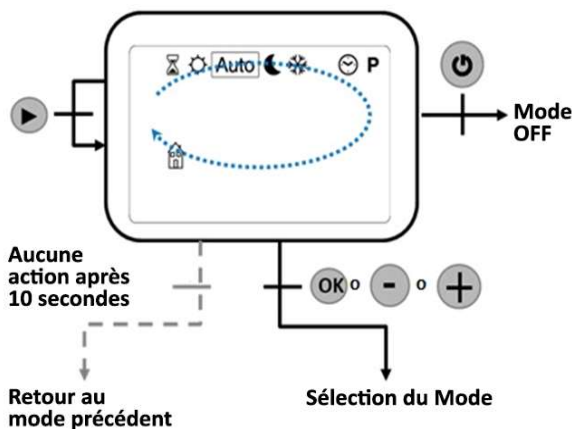 Auto P
Mode
OFF
Aucune
action après
10 secondes
OK o - o +
Retour au
mode précédent
Sélection du Mode